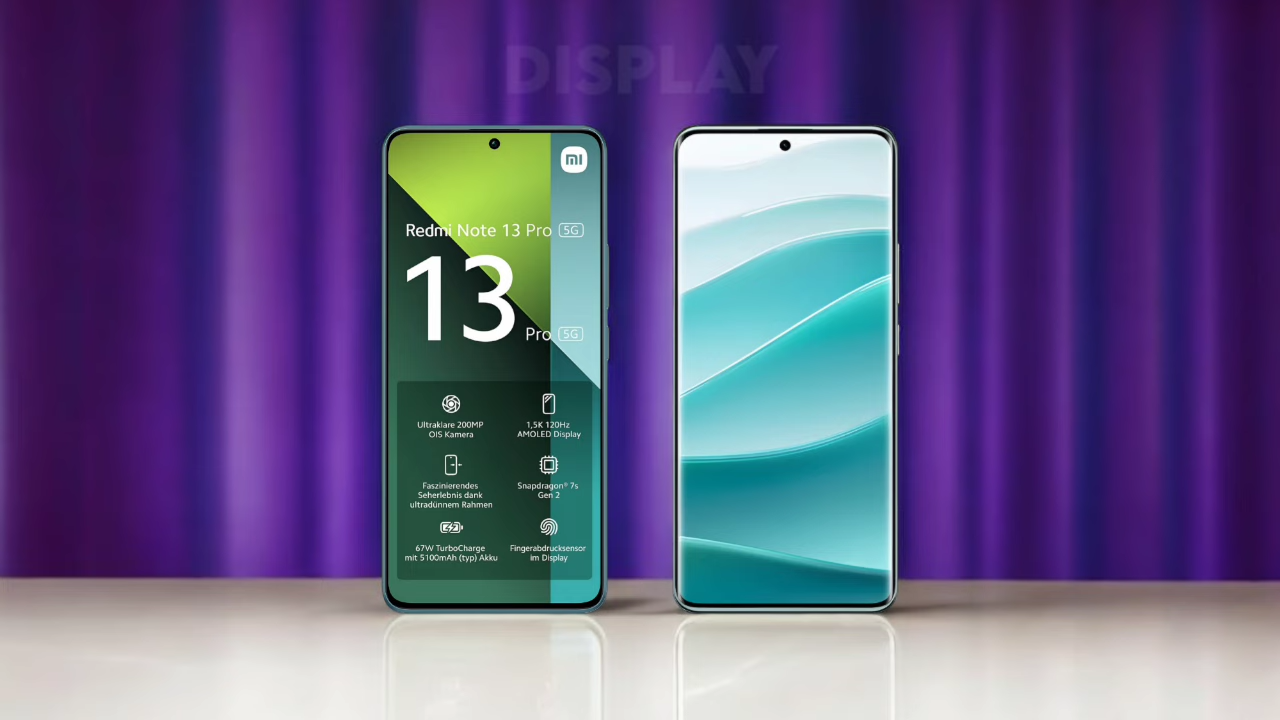 DISPLAY
mi
Redmi Note 13 Pro 5G
13 Pro 5G
Ultraklare 200MP
OIS Kamera
1,5K 120Hz
AMOLED Display
Faszinierendes
Seherlebnis dank
ultradünnem Rahmen
Snapdragon® 7s
Gen 2
67W TurboCharge
mit 5100mAh (typ) Akku
Fingerabdrucksensor
im Display